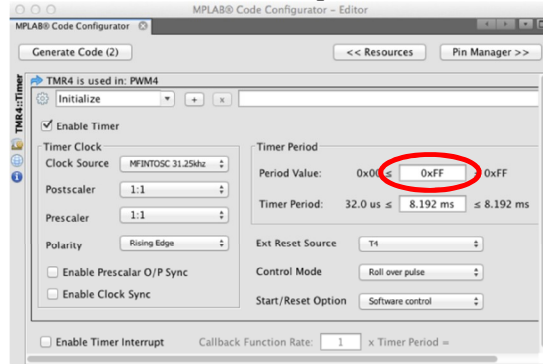 MPLAB® Code Configurator - Editor
MPLAB® Code Configurator
Generate Code (2) << Resources Pin Manager >>
TMR4::Timer
TMR4 is used in: PWM4
Initialize + x
Enable Timer
Timer Clock
Clock Source MFINTOSC 31.25khz
Postscaler 1:1
Prescaler 1:1
Polarity Rising Edge
Enable Prescalar O/P Sync
Enable Clock Sync
Timer Period
Period Value: 0x00 ≤ 0xFF 0xFF
Timer Period: 32.0 us ≤ 8.192 ms ≤ 8.192 ms
Ext Reset Source T4
Control Mode Roll over pulse
Start/Reset Option Software control
Enable Timer Interrupt Callback Function Rate: 1 x Timer Period =